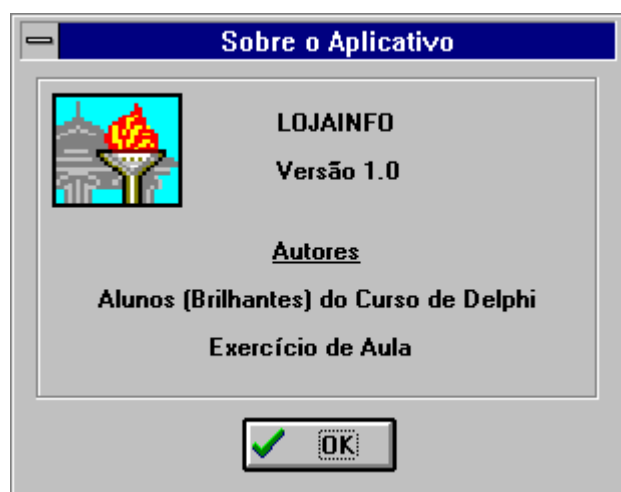 Sobre o Aplicativo
LOJAINFO
Versão 1.0
Autores
Alunos (Brilhantes) do Curso de Delphi
Exercício de Aula
OK